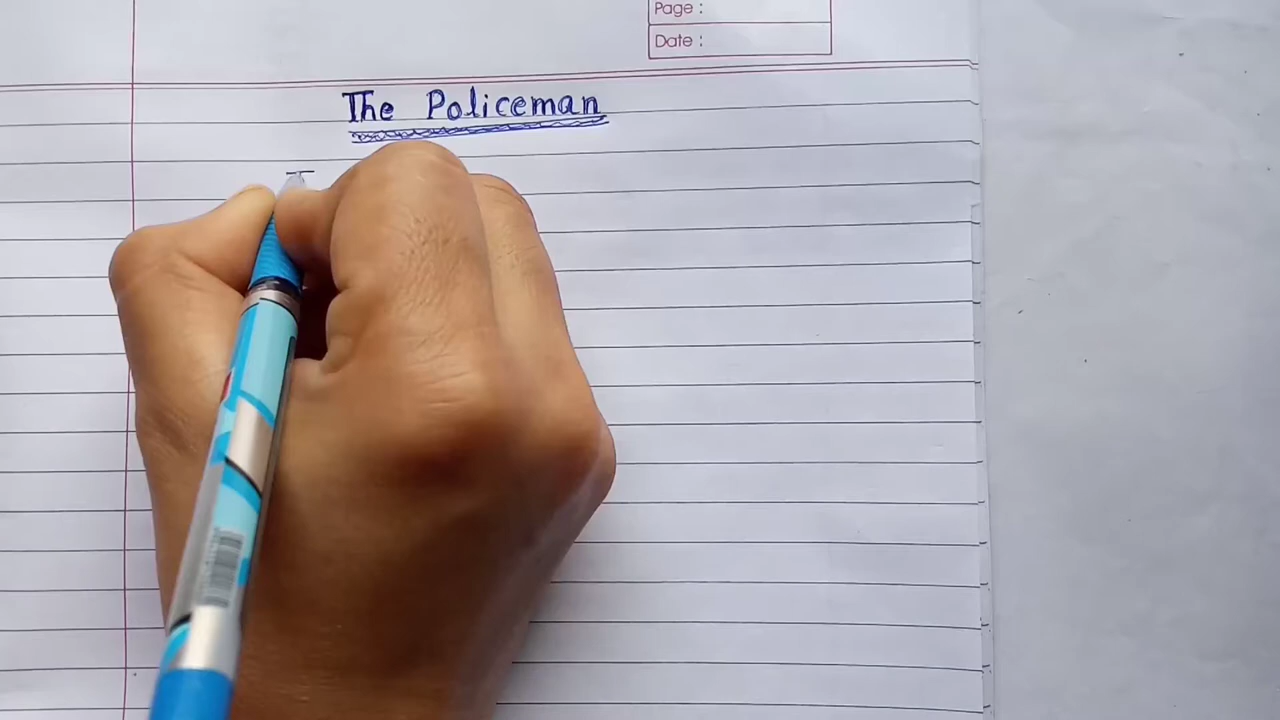 Page :
Date :
The Policeman